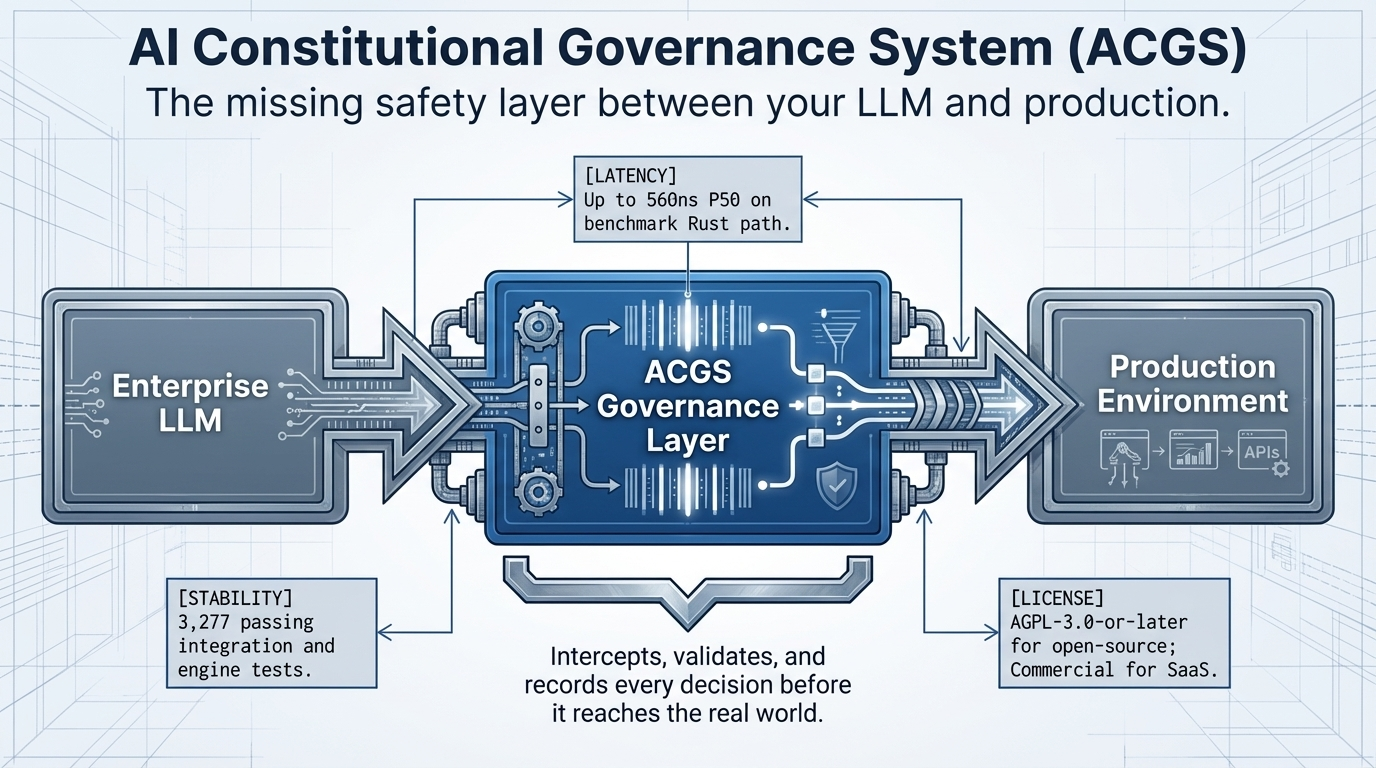 AI Constitutional Governance System (ACGS)
The missing safety layer between your LLM and production.
[LATENCY]
Up to 560ns P50 on
benchmark Rust path.
Enterprise
LLM
ACGS
Governance
Layer
Production
Environment
APIs
[STABILITY]
3,277 passing
integration and
engine tests.
Intercepts, validates, and
records every decision before
it reaches the real world.
[LICENSE]
AGPL-3.0-or-later
for open-source;
Commercial for SaaS.